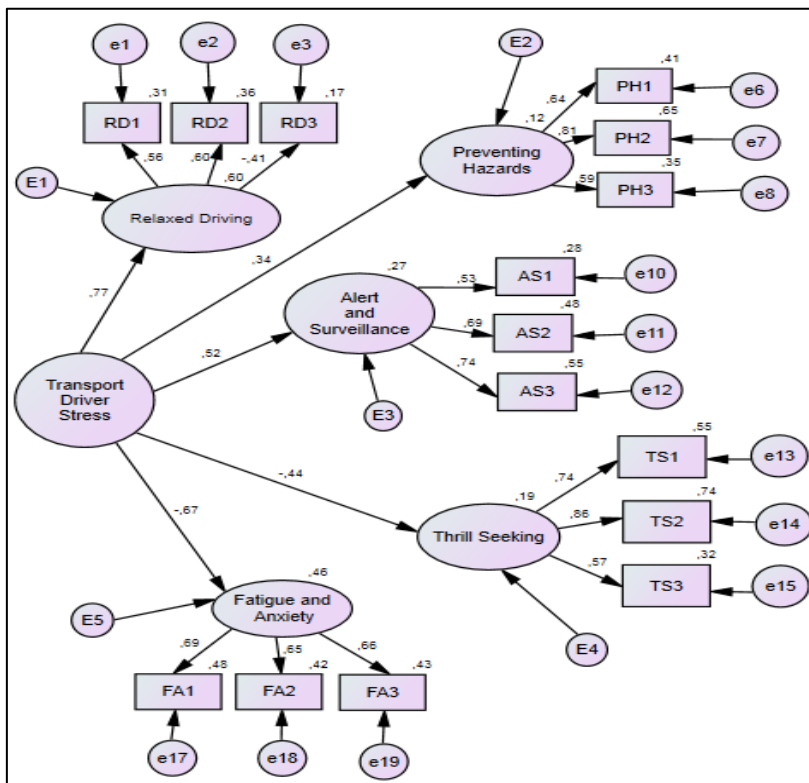 e1
e2
e3
E2
,31
,36
,17
,41
RD1
RD2
RD3
PH1
e6
,64
,12
,65
,81
PH2
e7
,56
,60
-,41
,60
Preventing
Hazards
,35
,59
PH3
e8
E1
Relaxed Driving
,34
,27
,28
,53
AS1
e10
,77
Alert
and
Surveillance
,48
,69
AS2
e11
,52
,74
,55
AS3
e12
Transport
Driver
Stress
E3
-,44
,55
TS1
e13
,74
,19
,74
,86
TS2
e14
-,67
Thrill Seeking
,32
,57
TS3
e15
,46
Fatigue and
Anxiety
E5
E4
,69
,65
,66
,48
,42
,43
FA1
FA2
FA3
e17
e18
e19